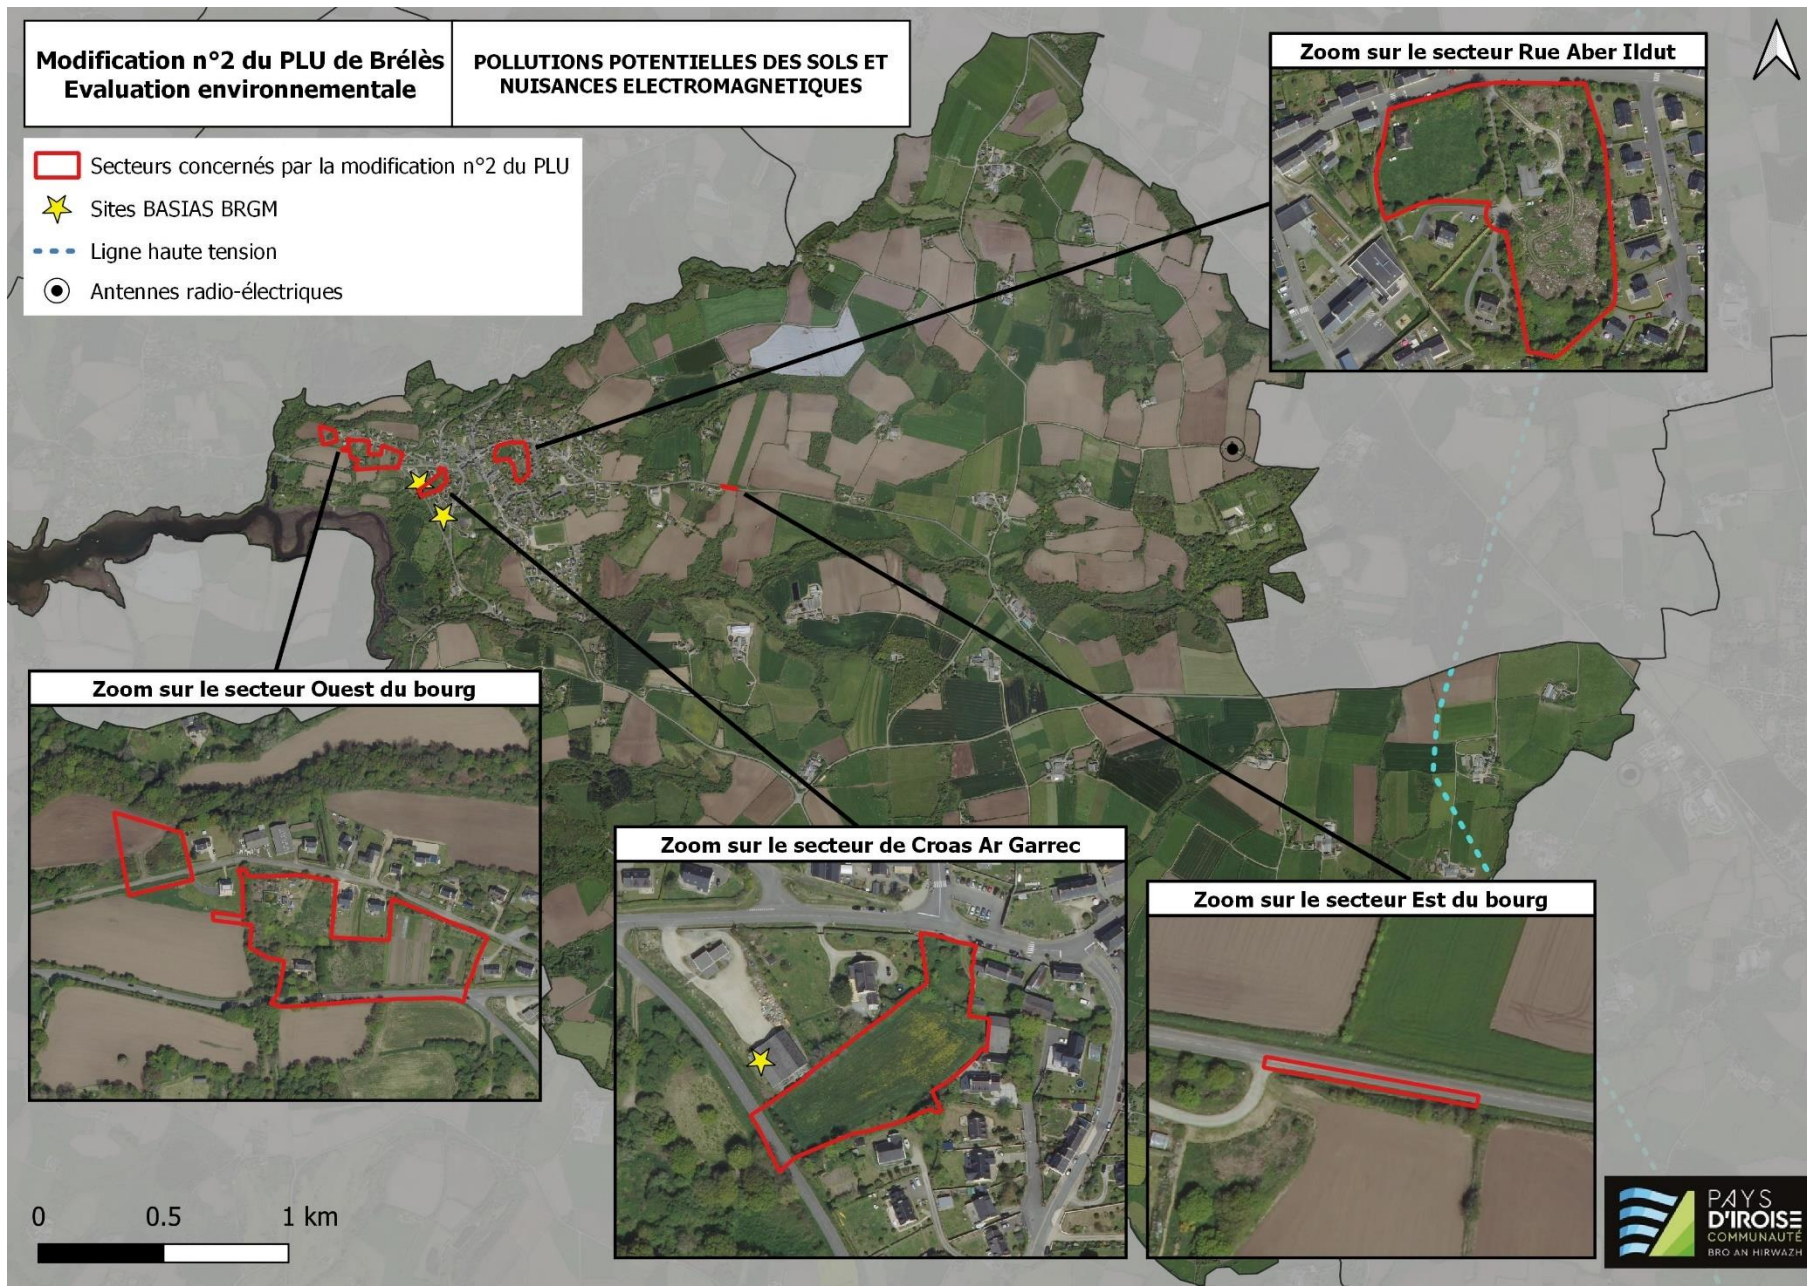 Modification n°2 du PLU de Brélès
Evaluation environnementale
POLLUTIONS POTENTIELLES DES SOLS ET
NUISANCES ELECTROMAGNETIQUES
Secteurs concernés par la modification n°2 du PLU
Sites BASIAS BRGM
Ligne haute tension
Antennes radio-électriques
Zoom sur le secteur Rue Aber Ildut
Zoom sur le secteur Ouest du bourg
Zoom sur le secteur de Croas Ar Garrec
Zoom sur le secteur Est du bourg
0 0.5 1 km
PAYS
D'IROISE
COMMUNAUTÉ
BRO AN HIRWAZH